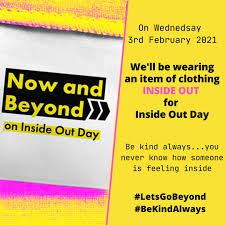 Now and
Beyond
on Inside Out Day
On Wednesday
3rd February 2021
We'll be wearing
an item of clothing
INSIDE OUT
for
Inside Out Day
Be kind always...you
never know how someone
is feeling inside
#LetsGoBeyond
#BeKindAlways